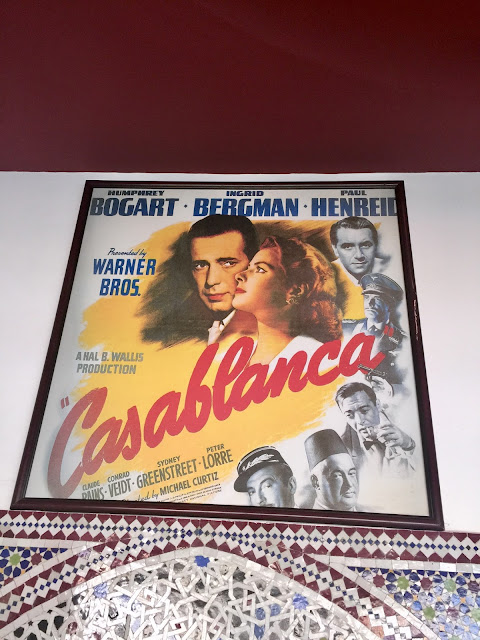 HUMPHREY INGRID PAUL
BOGART · BERGMAN · HENREID
Presented by
WARNER
BROS.
A HAL B. WALLIS
PRODUCTION
"Casablanca"
CLAUDE CONRAD SYDNEY PETER
RAINS · VEIDT · GREENSTREET · LORRE
by MICHAEL CURTIZ